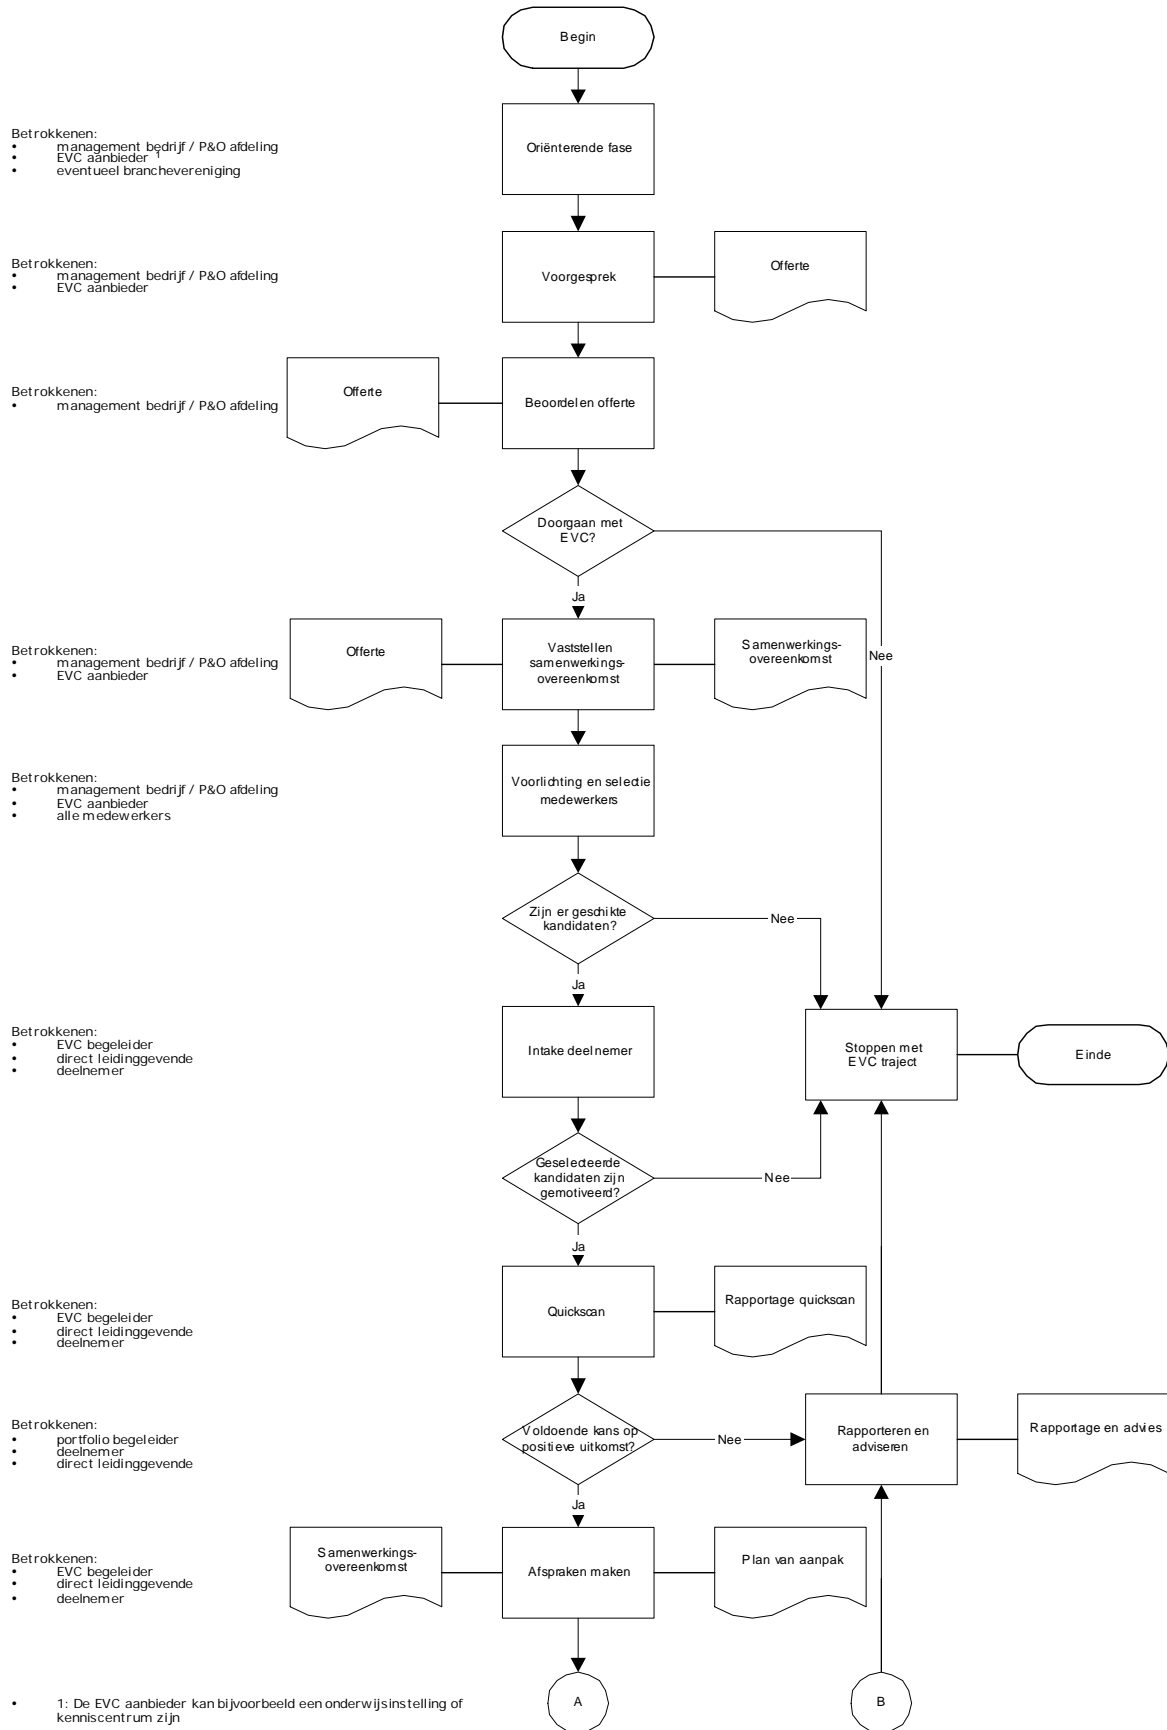 Begin
Betrokkenen:
• management bedrijf / P&O afdeling
• EVC aanbieder ¹
• eventueel branchevereniging
Oriënterende fase
Betrokkenen:
• management bedrijf / P&O afdeling
• EVC aanbieder
Voorgesprek
Offerte
Betrokkenen:
• management bedrijf / P&O afdeling
Offerte
Beoordelen offerte
Doorgaan met
EVC?
Ja
Nee
Betrokkenen:
• management bedrijf / P&O afdeling
• EVC aanbieder
Offerte
Vaststellen
samenwerkings-
overeenkomst
Samenwerkings-
overeenkomst
Betrokkenen:
• management bedrijf / P&O afdeling
• EVC aanbieder
• alle medewerkers
Voorlichting en selectie
medewerkers
Zijn er geschikte
kandidaten?
Nee
Ja
Betrokkenen:
• EVC begeleider
• direct leidinggevende
• deelnemer
Intake deelnemer
Stoppen met
EVC traject
Einde
Geselecteerde
kandidaten zijn
gemotiveerd?
Nee
Ja
Betrokkenen:
• EVC begeleider
• direct leidinggevende
• deelnemer
Quickscan
Rapportage quickscan
Betrokkenen:
• portfolio begeleider
• deelnemer
• direct leidinggevende
Voldoende kans op
positieve uitkomst?
Nee
Rapporteren en
adviseren
Rapportage en advies
Ja
Betrokkenen:
• EVC begeleider
• direct leidinggevende
• deelnemer
Samenwerkings-
overeenkomst
Afspraken maken
Plan van aanpak
A
B
• 1: De EVC aanbieder kan bijvoorbeeld een onderwijsinstelling of
kenniscentrum zijn